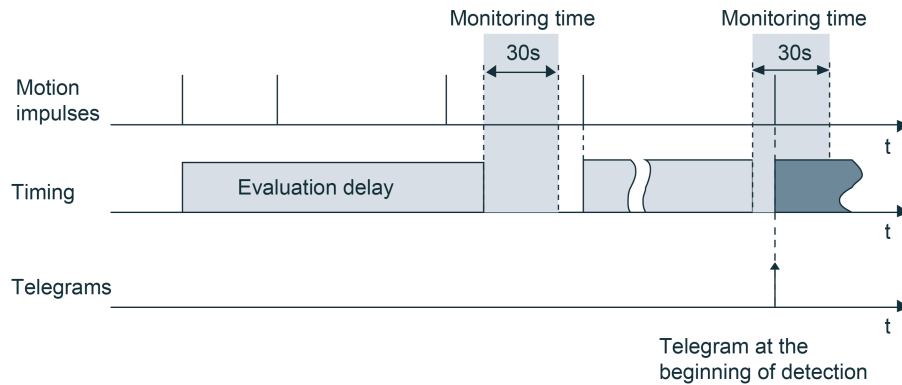 Monitoring time
Monitoring time
30s
30s
Motion
impulses
t
Timing
Evaluation delay
t
Telegrams
t
Telegram at the
beginning of detection